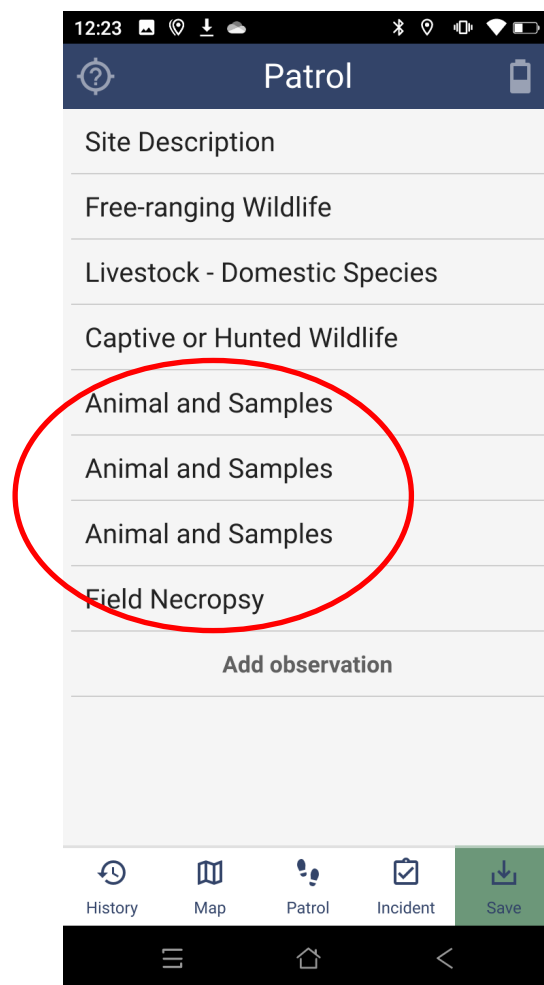 12:23
Patrol
Site Description
Free-ranging Wildlife
Livestock - Domestic Species
Captive or Hunted Wildlife
Animal and Samples
Animal and Samples
Animal and Samples
Field Necropsy
Add observation
History Map Patrol Incident Save